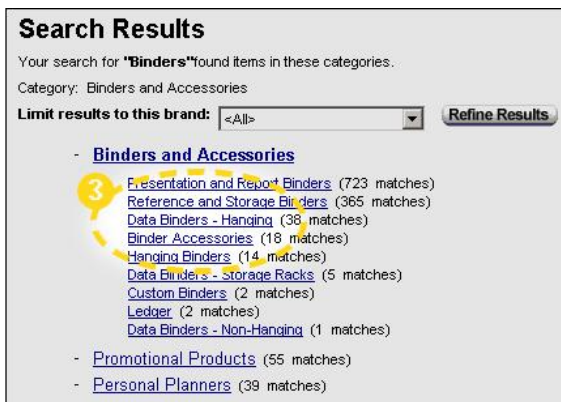 Search Results
Your search for "Binders"found items in these categories.
Category: Binders and Accessories
Limit results to this brand: <All> Refine Results
- Binders and Accessories
3
Presentation and Report Binders (723 matches)
Reference and Storage Binders (365 matches)
Data Binders - Hanging (38 matches)
Binder Accessories (18 matches)
Hanging Binders (14 matches)
Data Binders - Storage Racks (5 matches)
Custom Binders (2 matches)
Ledger (2 matches)
Data Binders - Non-Hanging (1 matches)
- Promotional Products (55 matches)
- Personal Planners (39 matches)